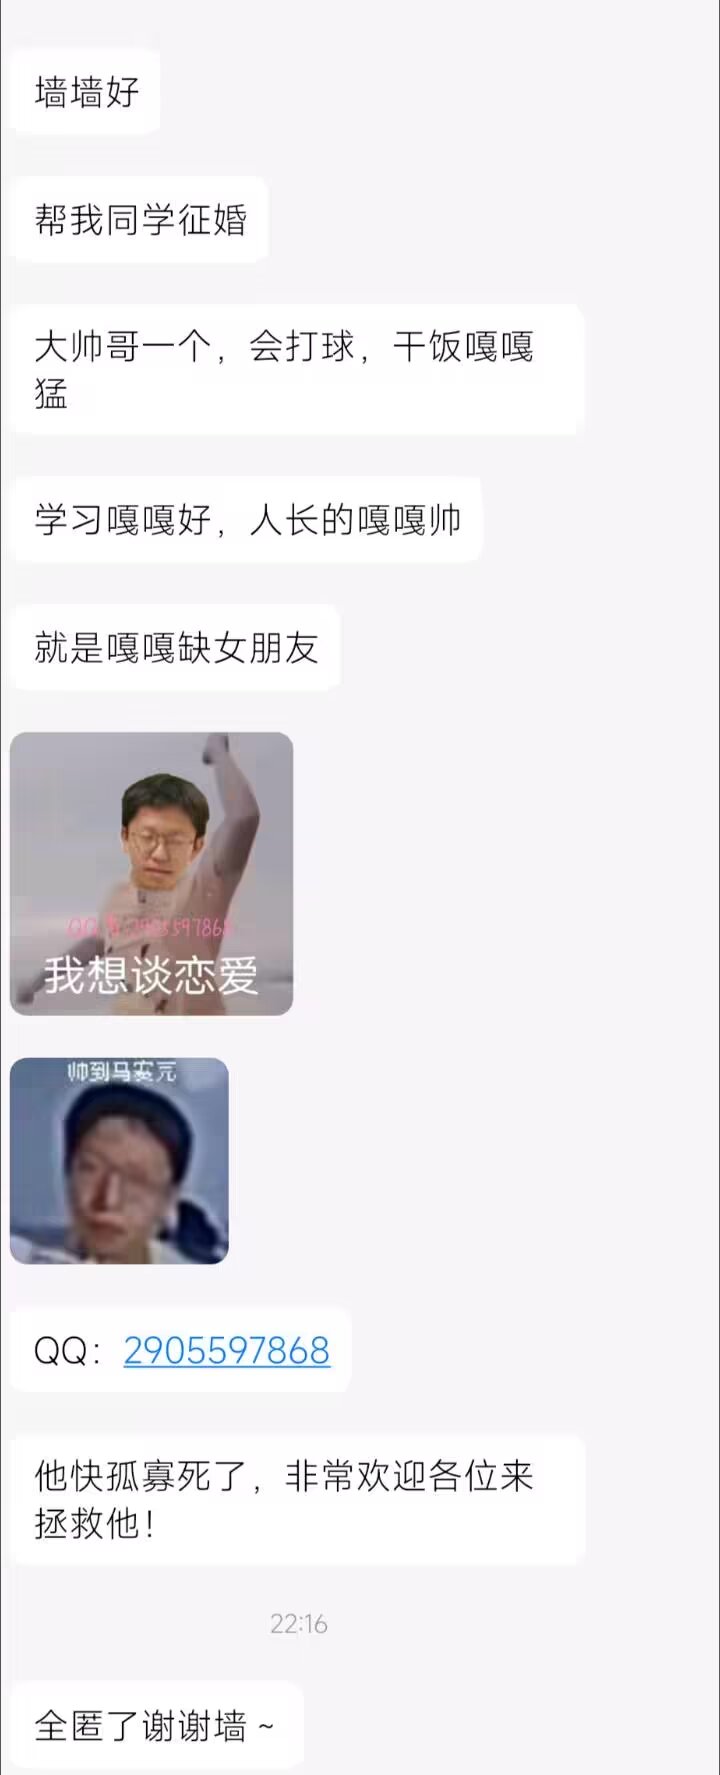 墙墙好
帮我同学征婚
大帅哥一个，会打球，干饭嘎嘎
猛
学习嘎嘎好，人长的嘎嘎帅
就是嘎嘎缺女朋友
QQ号:2905597868
我想谈恋爱
帅到马赛克
QQ：2905597868
他快孤寡死了，非常欢迎各位来
拯救他！
22:16
全匿了谢谢墙~